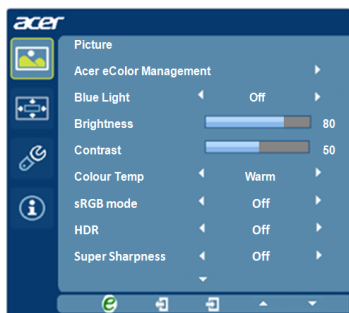 acer
Picture
Acer eColor Management
Blue Light Off
Brightness 80
Contrast 50
Colour Temp Warm
sRGB mode Off
HDR Off
Super Sharpness Off
e